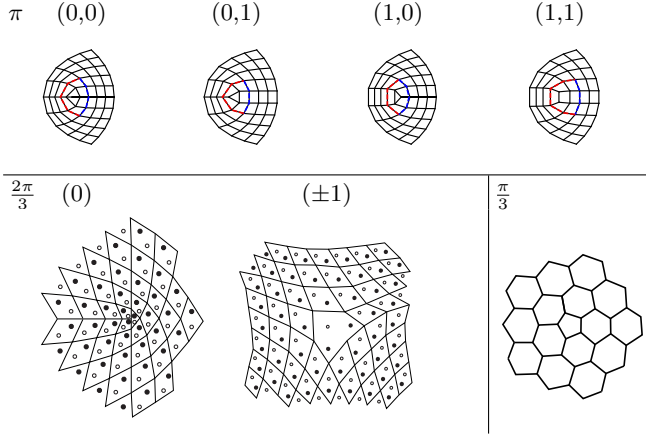 π (0,0) (0,1) (1,0) (1,1)
2π/3 (0) (±1) π/3